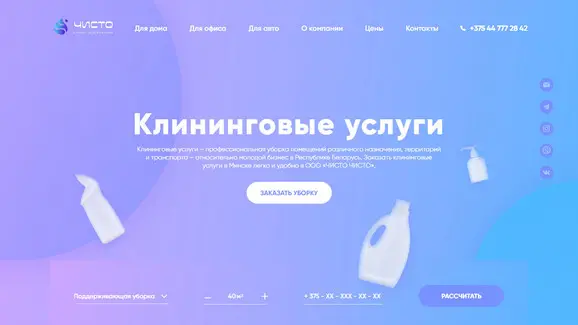 ЧИСТО
Для дома
Для офиса
Для авто
О компании
Цены
Контакты
+375 44 777 28 42
Клининговые услуги
Клининговые услуги – профессиональная уборка помещений различного назначения, территорий
и транспорта – относительно молодой бизнес в Республике Беларусь. Заказать клининговые
услуги в Минске легко и удобно в ООО «ЧИСТО ЧИСТО».
ЗАКАЗАТЬ УБОРКУ
Поддерживающая уборка
40м²
+ 375 - XX - XXX - XX - XX
РАССЧИТАТЬ